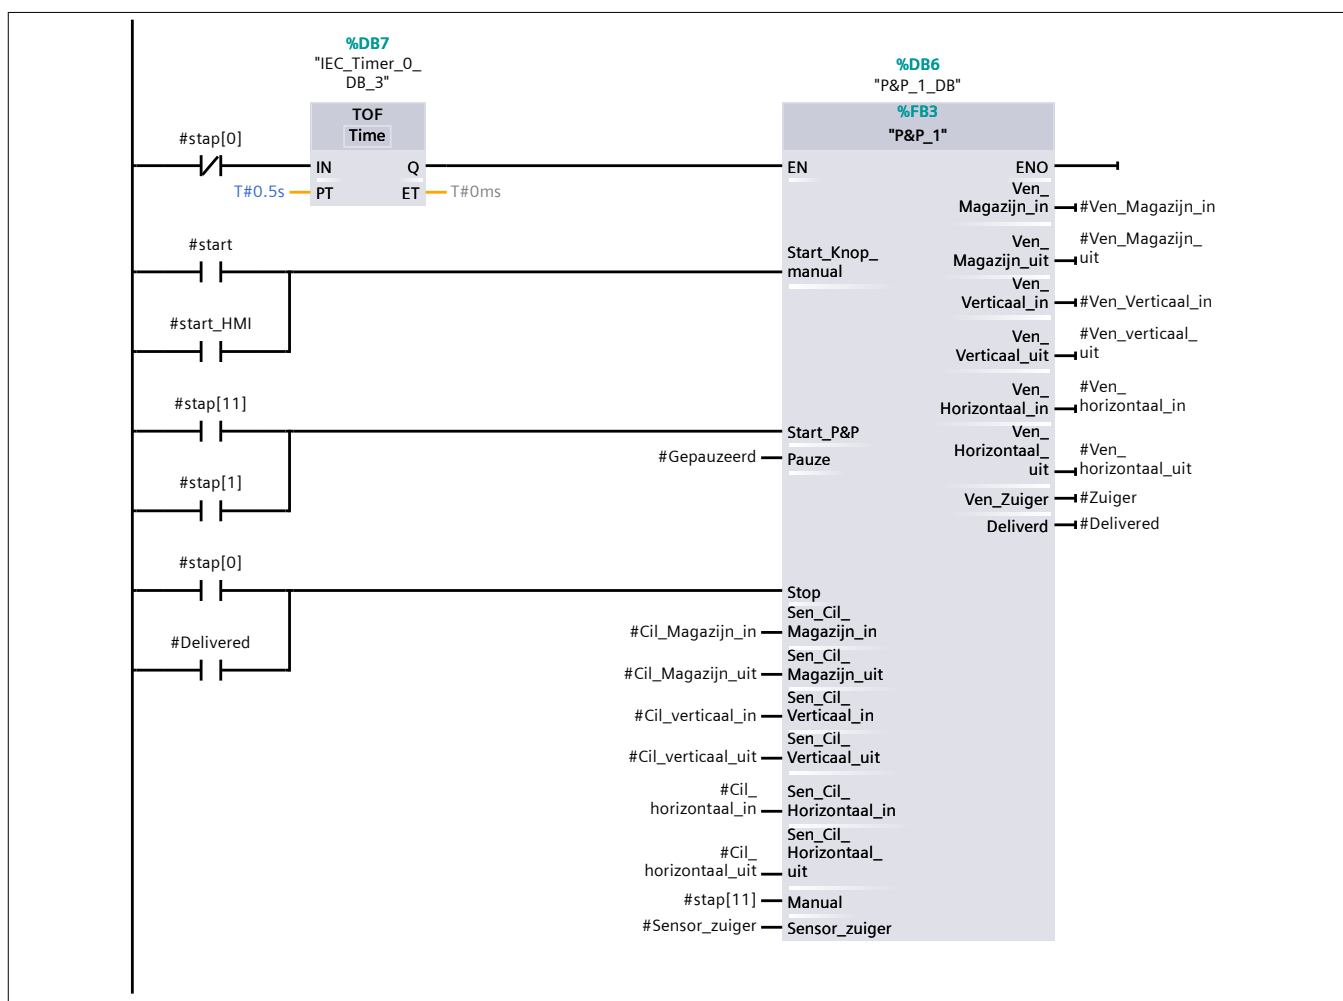 %DB7
"IEC_Timer_0_
DB_3"
%DB6
"P&P_1_DB"
TOF
Time
%FB3
"P&P_1"
#stap[0]
IN
Q
T#0.5s
PT
ET
T#0ms
EN
ENO
Ven_
Magazijn_in
#Ven_Magazijn_in
#start
Start_Knop_
manual
Ven_
Magazijn_uit
#Ven_Magazijn_
uit
#start_HMI
Ven_
Verticaal_in
#Ven_Verticaal_in
Ven_
Verticaal_uit
#Ven_verticaal_
uit
#stap[11]
Start_P&P
Ven_
Horizontaal_in
#Ven_
horizontaal_in
#Gepauzeerd
Pauze
Ven_
Horizontaal_
uit
#Ven_
horizontaal_uit
#stap[1]
Ven_Zuiger
#Zuiger
Deliverd
#Delivered
#stap[0]
Stop
#Delivered
#Cil_Magazijn_in
Sen_Cil_
Magazijn_in
#Cil_Magazijn_uit
Sen_Cil_
Magazijn_uit
#Cil_verticaal_in
Sen_Cil_
Verticaal_in
#Cil_verticaal_uit
Sen_Cil_
Verticaal_uit
#Cil_
horizontaal_in
Sen_Cil_
Horizontaal_in
#Cil_
horizontaal_uit
Sen_Cil_
Horizontaal_
uit
#stap[11]
Manual
#Sensor_zuiger
Sensor_zuiger